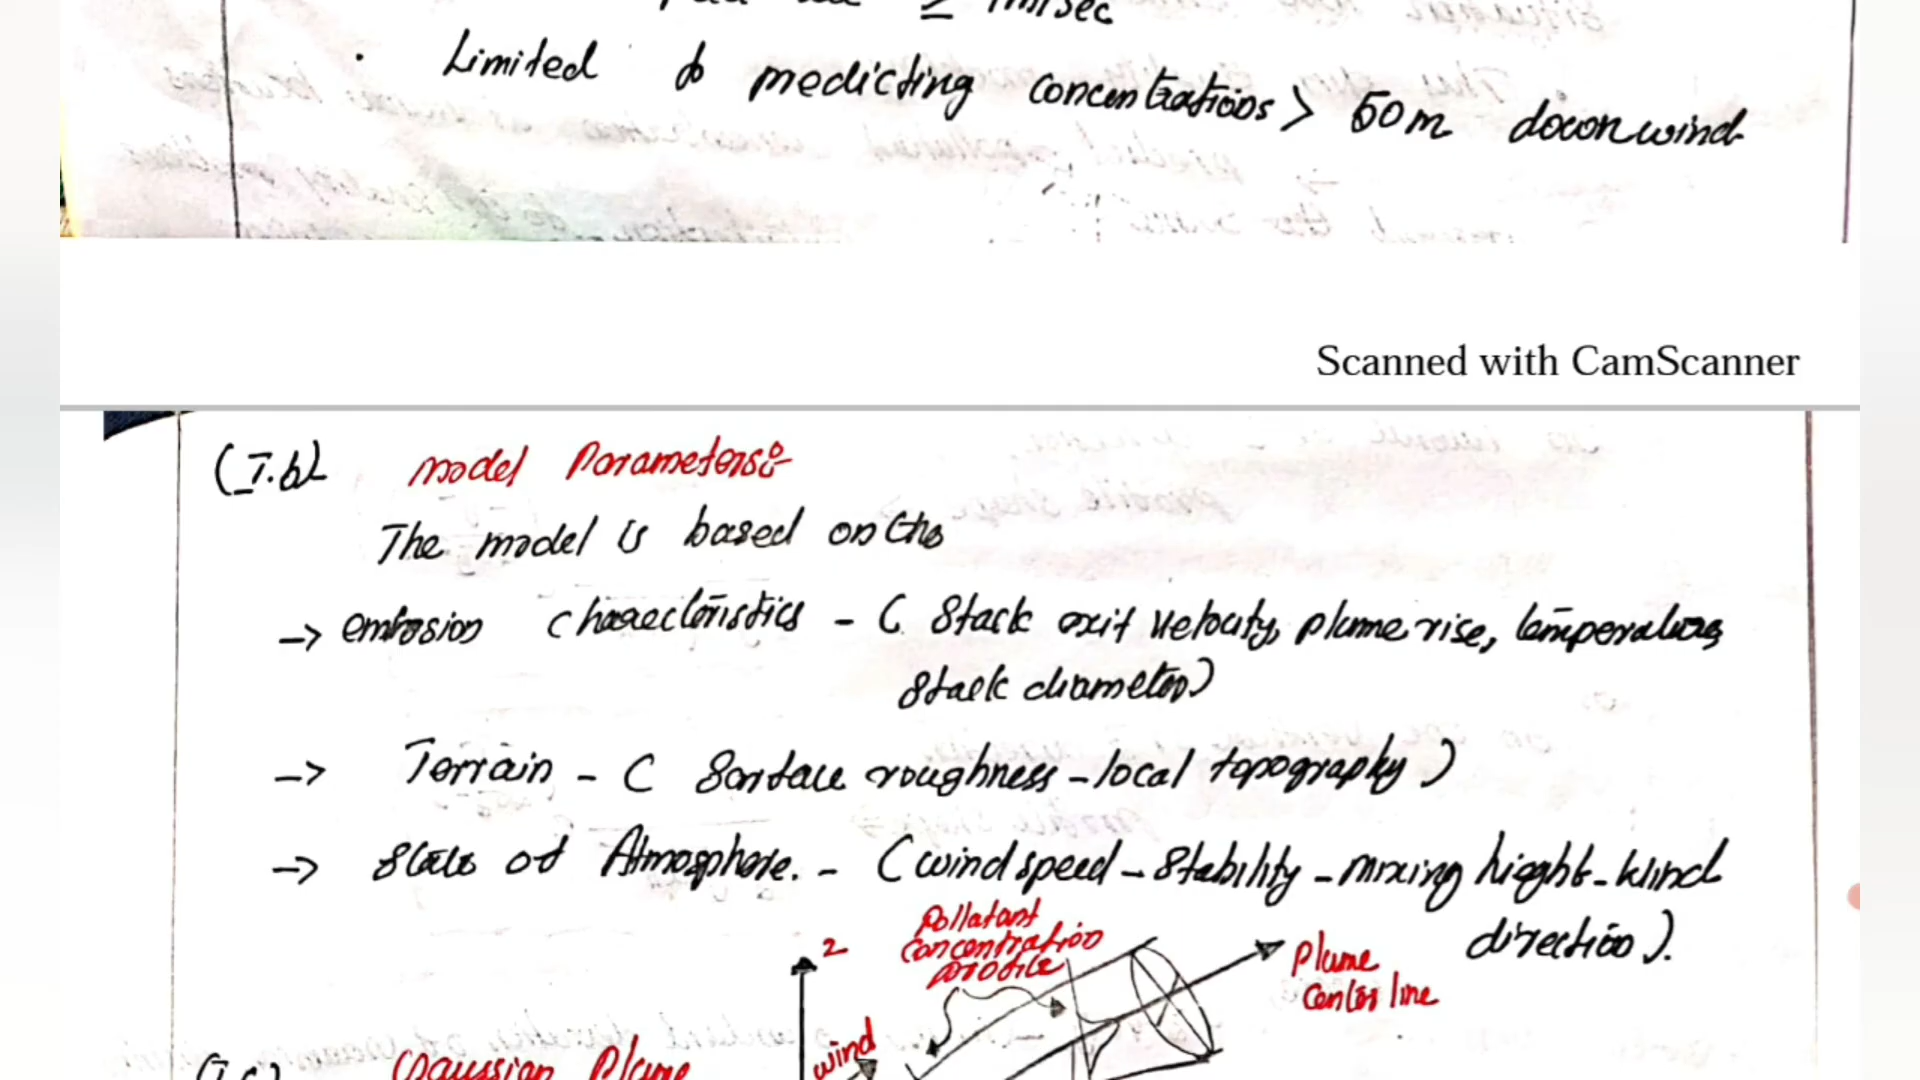 ≥ 1m/sec
. Limited to predicting concentrations > 50m downwind
Scanned with CamScanner
(I.b) Model Parameters:-
The model is based on the
→ emission characteristics - ( Stack exit velocity, plume rise, temperature,
stack diameter)
→ Terrain - ( Surface roughness - local topography )
→ State of Atmosphere. - ( wind speed - stability - mixing height - wind
direction ).
Z
Pollutant
concentration
profile
Plume
Center line
wind
Gaussian Plume